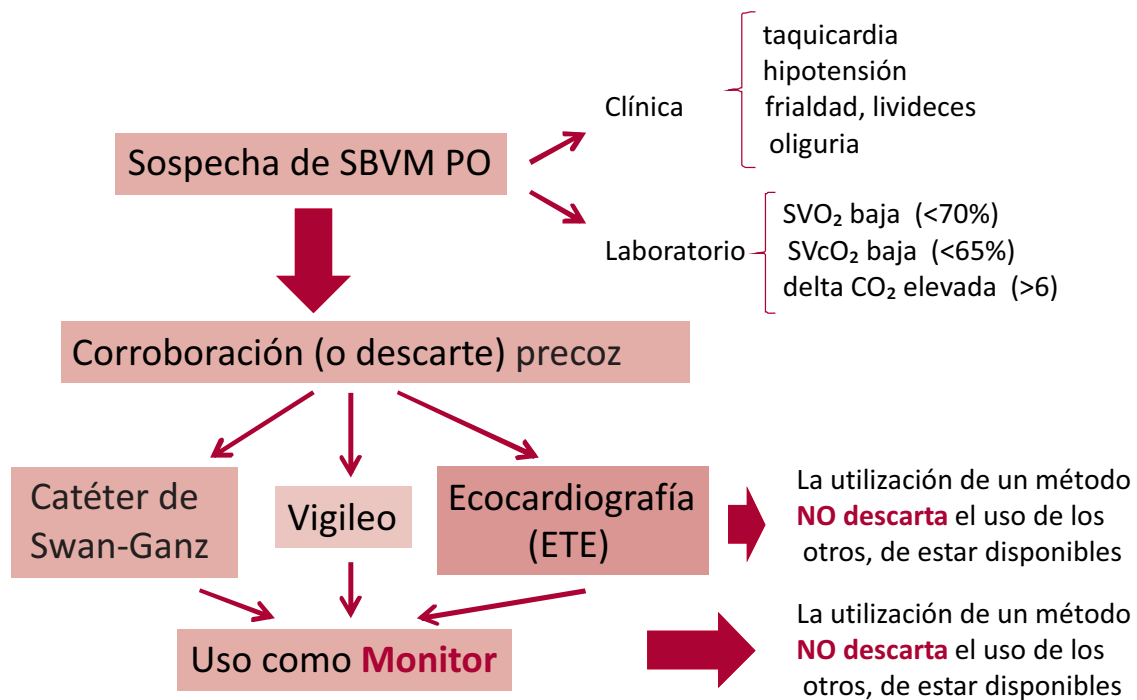 Sospecha de SBVM PO
Clínica
taquicardia
hipotensión
frialdad, livideces
oliguria
Laboratorio
SVO₂ baja (<70%)
SVcO₂ baja (<65%)
delta CO₂ elevada (>6)
Corroboración (o descarte) precoz
Catéter de
Swan-Ganz
Vigileo
Ecocardiografía
(ETE)
La utilización de un método
NO descarta el uso de los
otros, de estar disponibles
Uso como Monitor
La utilización de un método
NO descarta el uso de los
otros, de estar disponibles